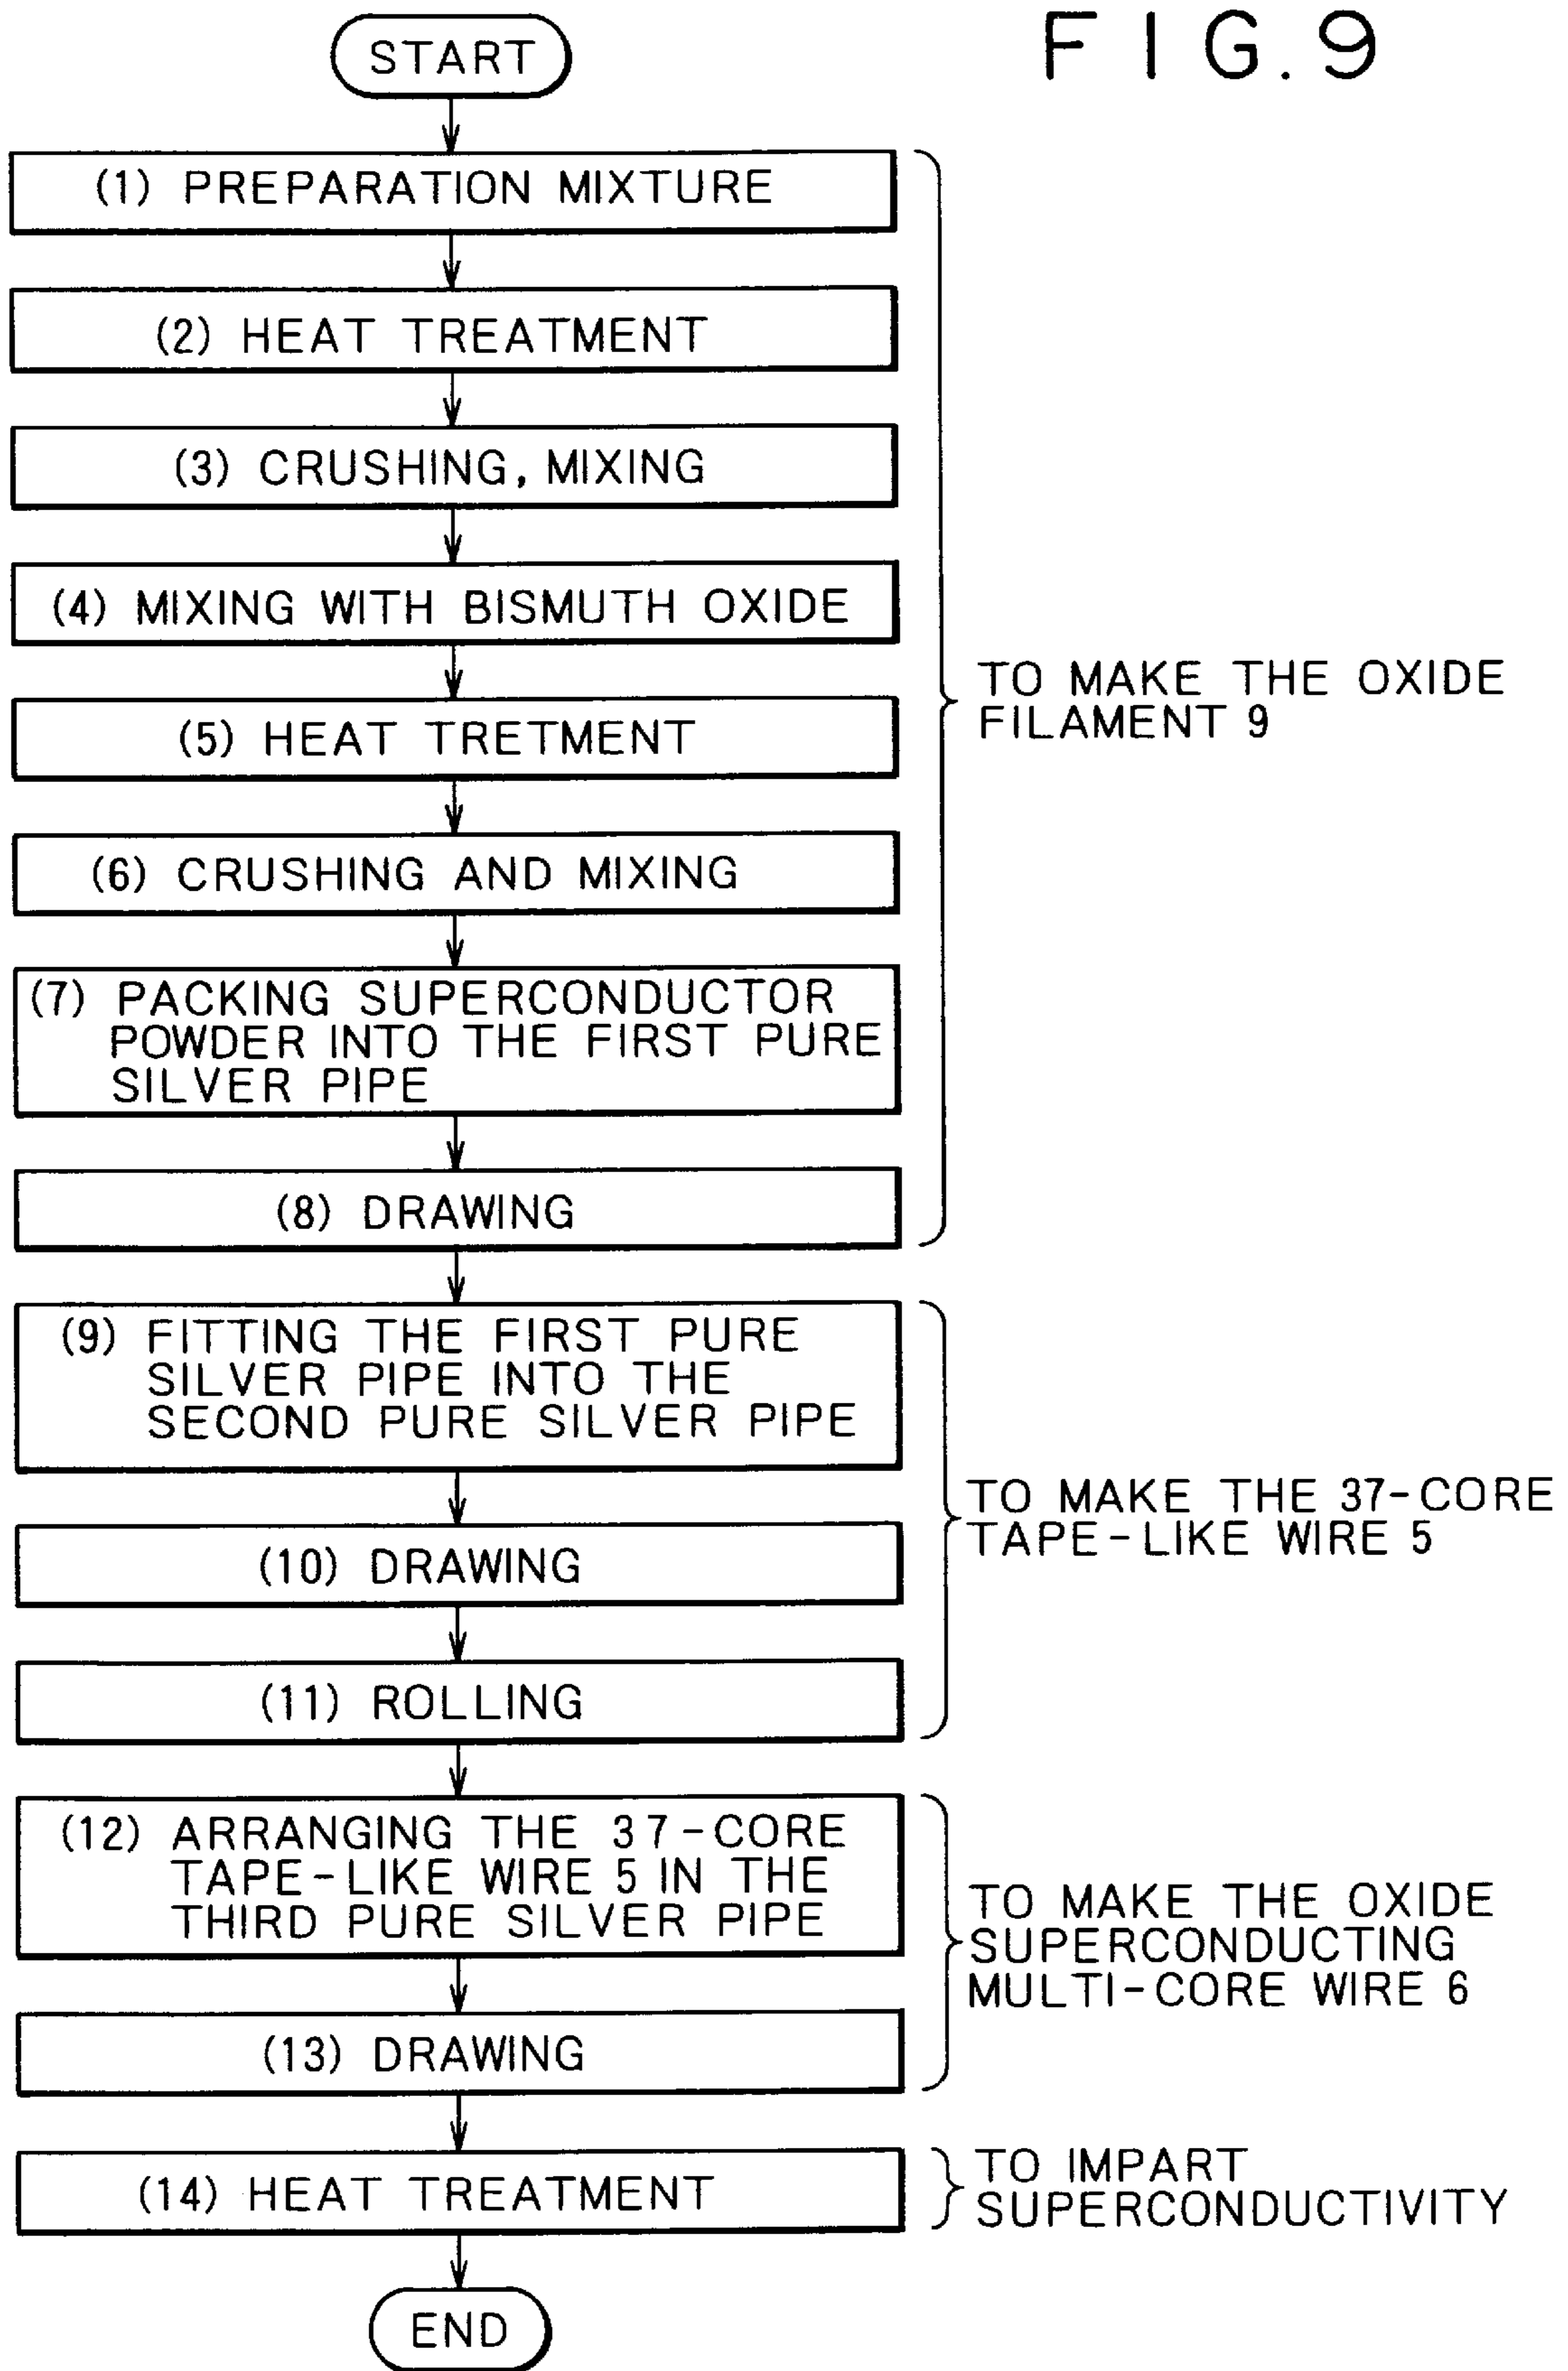 FIG.9
START
(1) PREPARATION MIXTURE
(2) HEAT TREATMENT
(3) CRUSHING, MIXING
(4) MIXING WITH BISMUTH OXIDE
(5) HEAT TRETMENT
(6) CRUSHING AND MIXING
(7) PACKING SUPERCONDUCTOR
POWDER INTO THE FIRST PURE
SILVER PIPE
(8) DRAWING
TO MAKE THE OXIDE
FILAMENT 9
(9) FITTING THE FIRST PURE
SILVER PIPE INTO THE
SECOND PURE SILVER PIPE
(10) DRAWING
(11) ROLLING
TO MAKE THE 37-CORE
TAPE-LIKE WIRE 5
(12) ARRANGING THE 37-CORE
TAPE-LIKE WIRE 5 IN THE
THIRD PURE SILVER PIPE
(13) DRAWING
TO MAKE THE OXIDE
SUPERCONDUCTING
MULTI-CORE WIRE 6
(14) HEAT TREATMENT
TO IMPART
SUPERCONDUCTIVITY
END